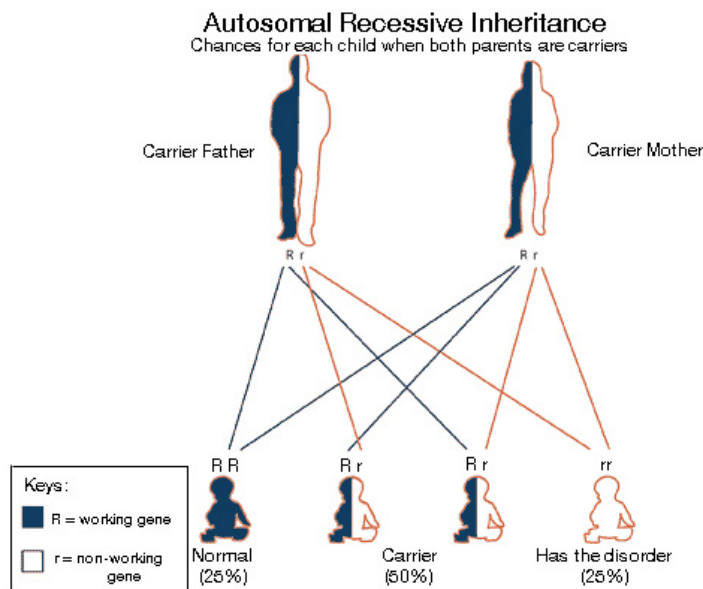 Autosomal Recessive Inheritance
Chances for each child when both parents are carriers
Carrier Father
Carrier Mother
R r
R r
R R
R r
R r
rr
Keys:
R = working gene
r = non-working
gene
Normal
(25%)
Carrier
(50%)
Has the disorder
(25%)